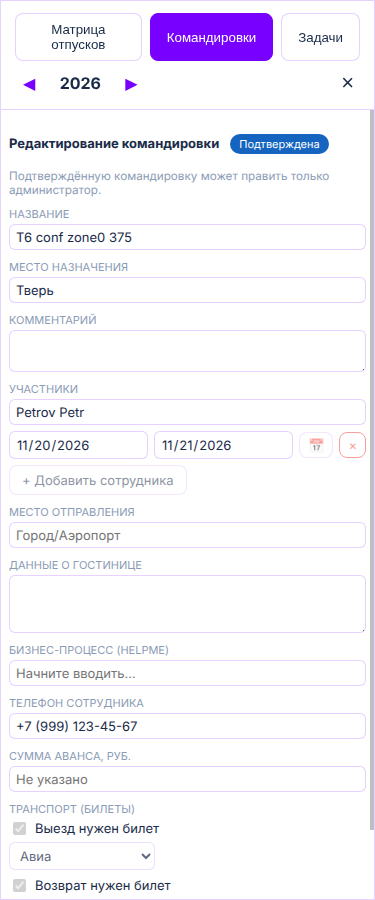 Матрица
отпусков
Командировки
Задачи
◀ 2026 ▶ ×
Редактирование командировки Подтверждена
Подтверждённую командировку может править только
администратор.
НАЗВАНИЕ
T6 conf zone0 375
МЕСТО НАЗНАЧЕНИЯ
Тверь
КОММЕНТАРИЙ
УЧАСТНИКИ
Petrov Petr
11/20/2026 11/21/2026 ×
+ Добавить сотрудника
МЕСТО ОТПРАВЛЕНИЯ
Город/Аэропорт
ДАННЫЕ О ГОСТИНИЦЕ
БИЗНЕС-ПРОЦЕСС (HELPME)
Начните вводить...
ТЕЛЕФОН СОТРУДНИКА
+7 (999) 123-45-67
СУММА АВАНСА, РУБ.
Не указано
ТРАНСПОРТ (БИЛЕТЫ)
Выезд нужен билет
Авиа
Возврат нужен билет